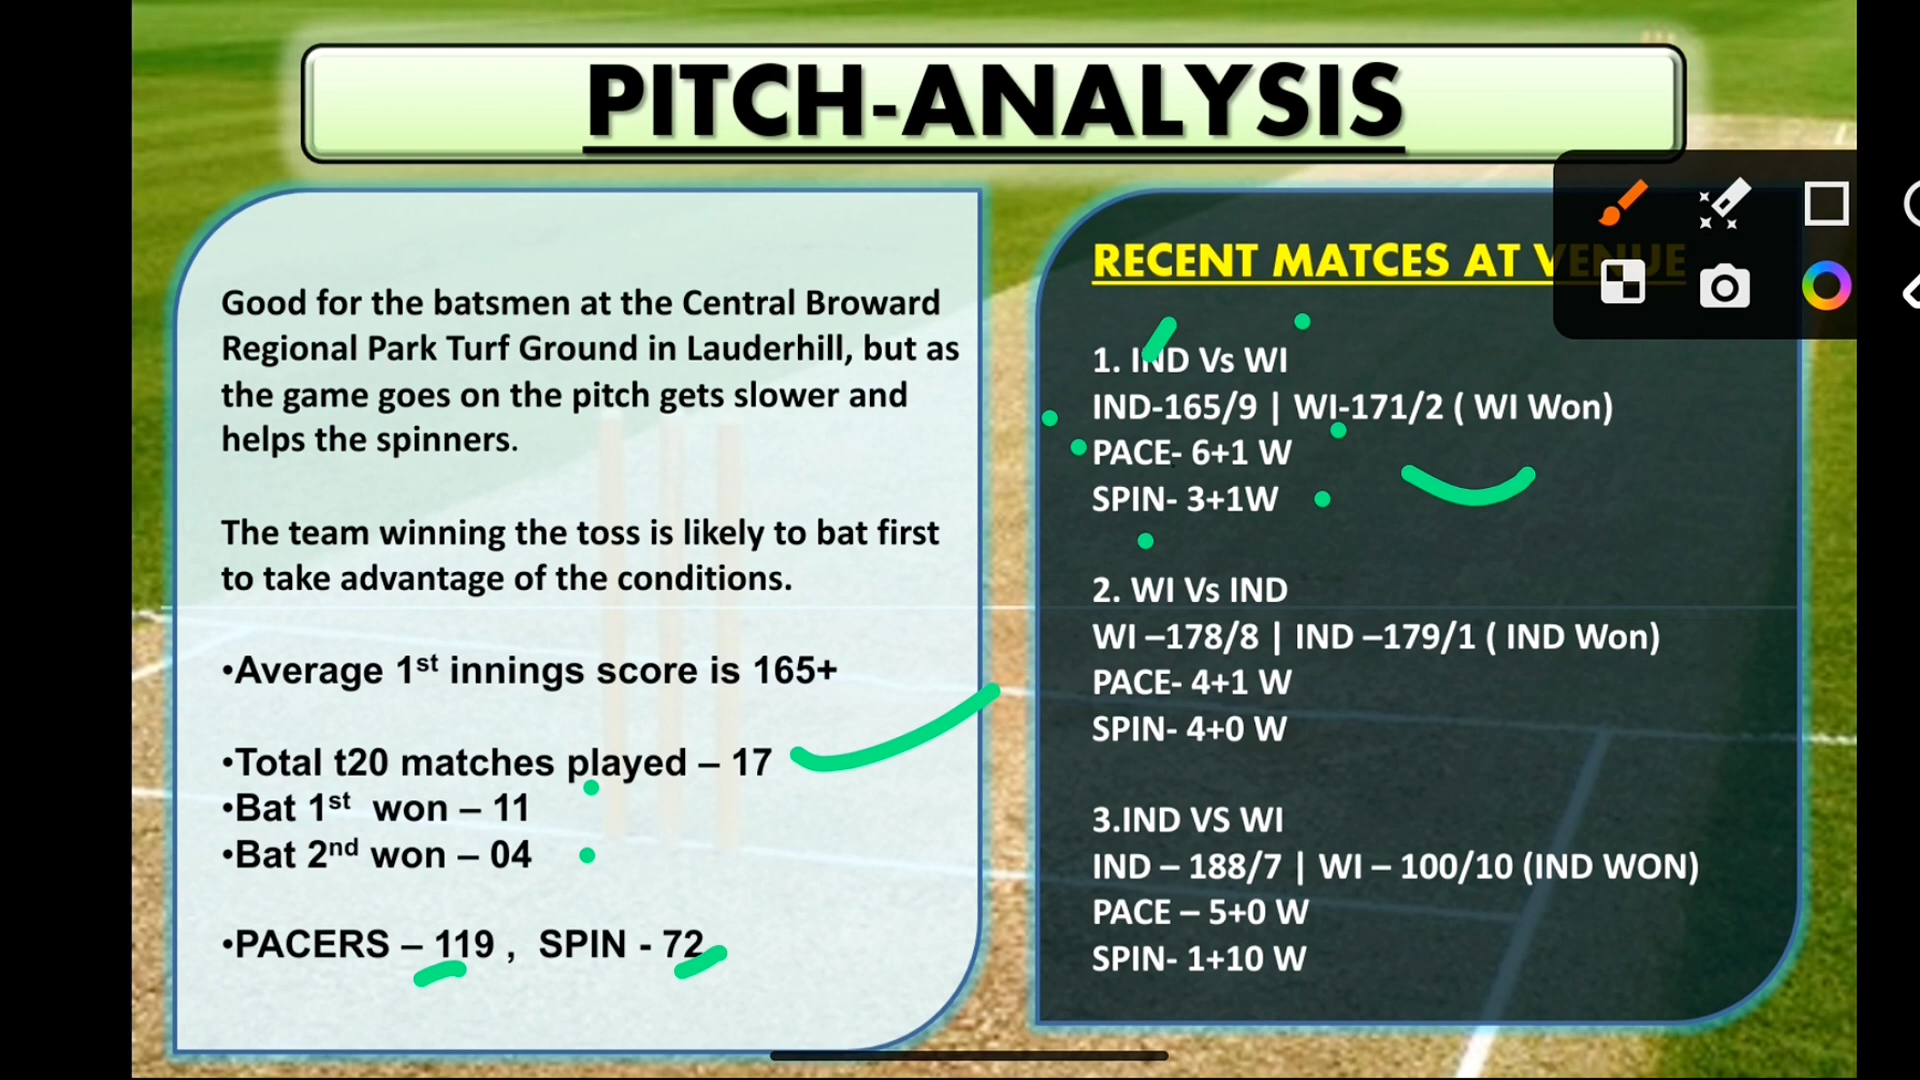 PITCH-ANALYSIS
Good for the batsmen at the Central Broward
Regional Park Turf Ground in Lauderhill, but as
the game goes on the pitch gets slower and
helps the spinners.
The team winning the toss is likely to bat first
to take advantage of the conditions.
•Average 1st innings score is 165+
•Total t20 matches played – 17
•Bat 1st won – 11
•Bat 2nd won – 04
•PACERS – 119 , SPIN - 72
RECENT MATCES AT VENUE
1. IND Vs WI
IND-165/9 | WI-171/2 ( WI Won)
PACE- 6+1 W
SPIN- 3+1W
2. WI Vs IND
WI –178/8 | IND –179/1 ( IND Won)
PACE- 4+1 W
SPIN- 4+0 W
3.IND VS WI
IND – 188/7 | WI – 100/10 (IND WON)
PACE – 5+0 W
SPIN- 1+10 W